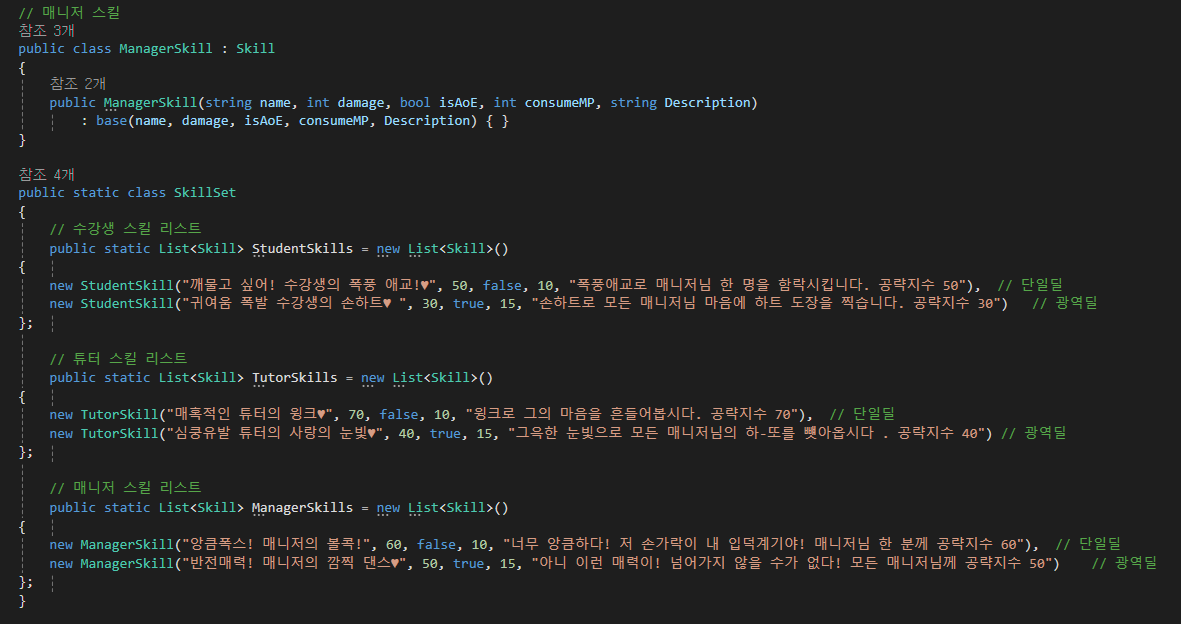 // 매니저 스킬
참조 3개
public class ManagerSkill : Skill
{
참조 2개
public ManagerSkill(string name, int damage, bool isAoE, int consumeMP, string Description)
: base(name, damage, isAoE, consumeMP, Description) { }
}
참조 4개
public static class SkillSet
{
// 수강생 스킬 리스트
public static List<Skill> StudentSkills = new List<Skill>()
{
new StudentSkill("깨물고 싶어! 수강생의 폭풍 애교!♥", 50, false, 10, "폭풍애교로 매니저님 한 명을 함락시킵니다. 공략지수 50"), // 단일딜
new StudentSkill("귀여움 폭발 수강생의 손하트♥ ", 30, true, 15, "손하트로 모든 매니저님 마음에 하트 도장을 찍습니다. 공략지수 30") // 광역딜
};
// 튜터 스킬 리스트
public static List<Skill> TutorSkills = new List<Skill>()
{
new TutorSkill("매혹적인 튜터의 윙크♥", 70, false, 10, "윙크로 그의 마음을 흔들어봅시다. 공략지수 70"), // 단일딜
new TutorSkill("심쿵유발 튜터의 사랑의 눈빛♥", 40, true, 15, "그윽한 눈빛으로 모든 매니저님의 하-또를 뺏아옵시다 . 공략지수 40") // 광역딜
};
// 매니저 스킬 리스트
public static List<Skill> ManagerSkills = new List<Skill>()
{
new ManagerSkill("앙큼폭스! 매니저의 볼콕!", 60, false, 10, "너무 앙큼하다! 저 손가락이 내 입덕계기야! 매니저님 한 분께 공략지수 60"), // 단일딜
new ManagerSkill("반전매력! 매니저의 깜찍 댄스♥", 50, true, 15, "아니 이런 매력이! 넘어가지 않을 수가 없다! 모든 매니저님께 공략지수 50") // 광역딜
};
}